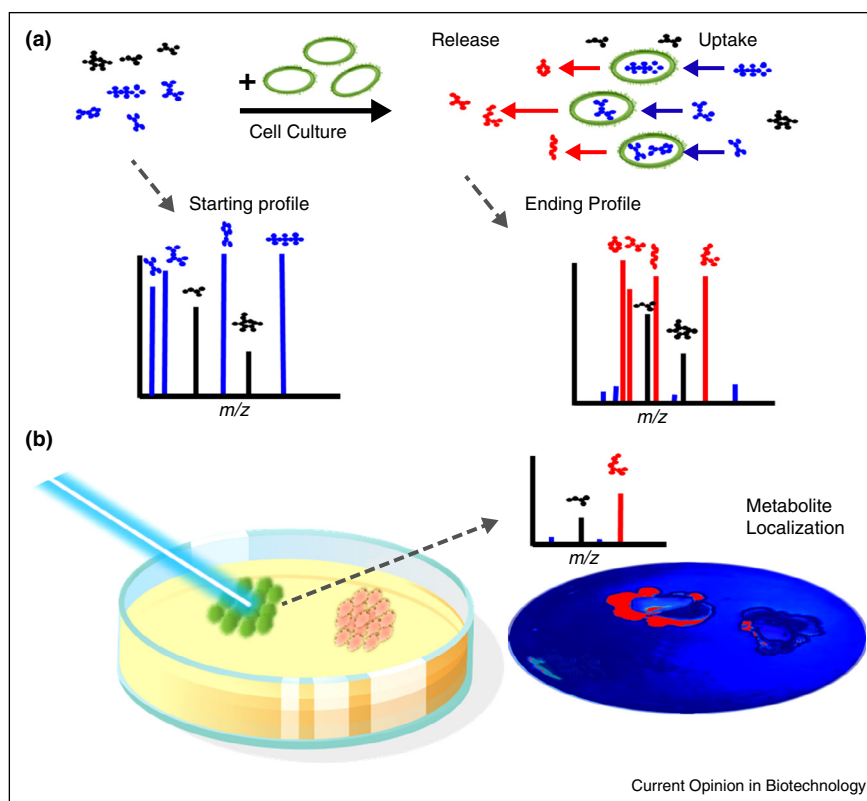 (a)
Release
Uptake
+
Cell Culture
Starting profile
Ending Profile
m/z
m/z
(b)
m/z
Metabolite
Localization
Current Opinion in Biotechnology